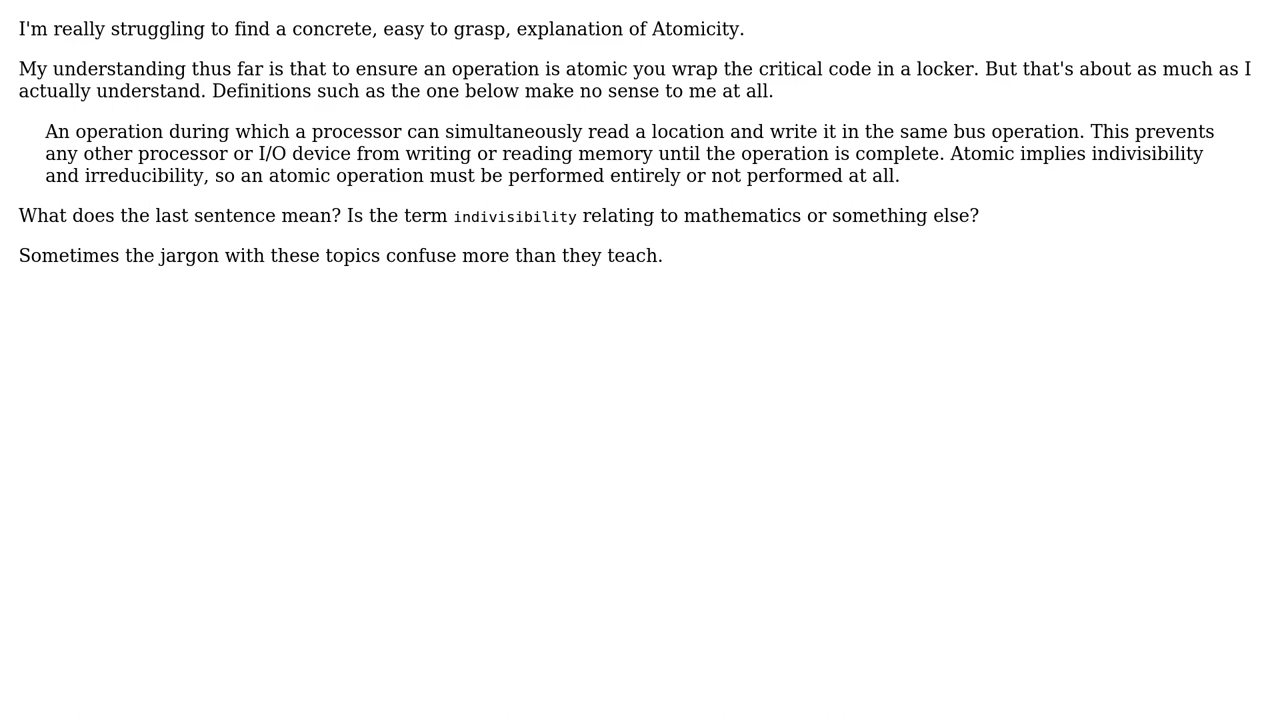 I'm really struggling to find a concrete, easy to grasp, explanation of Atomicity.
My understanding thus far is that to ensure an operation is atomic you wrap the critical code in a locker. But that's about as much as I
actually understand. Definitions such as the one below make no sense to me at all.
An operation during which a processor can simultaneously read a location and write it in the same bus operation. This prevents
any other processor or I/O device from writing or reading memory until the operation is complete. Atomic implies indivisibility
and irreducibility, so an atomic operation must be performed entirely or not performed at all.
What does the last sentence mean? Is the term indivisibility relating to mathematics or something else?
Sometimes the jargon with these topics confuse more than they teach.